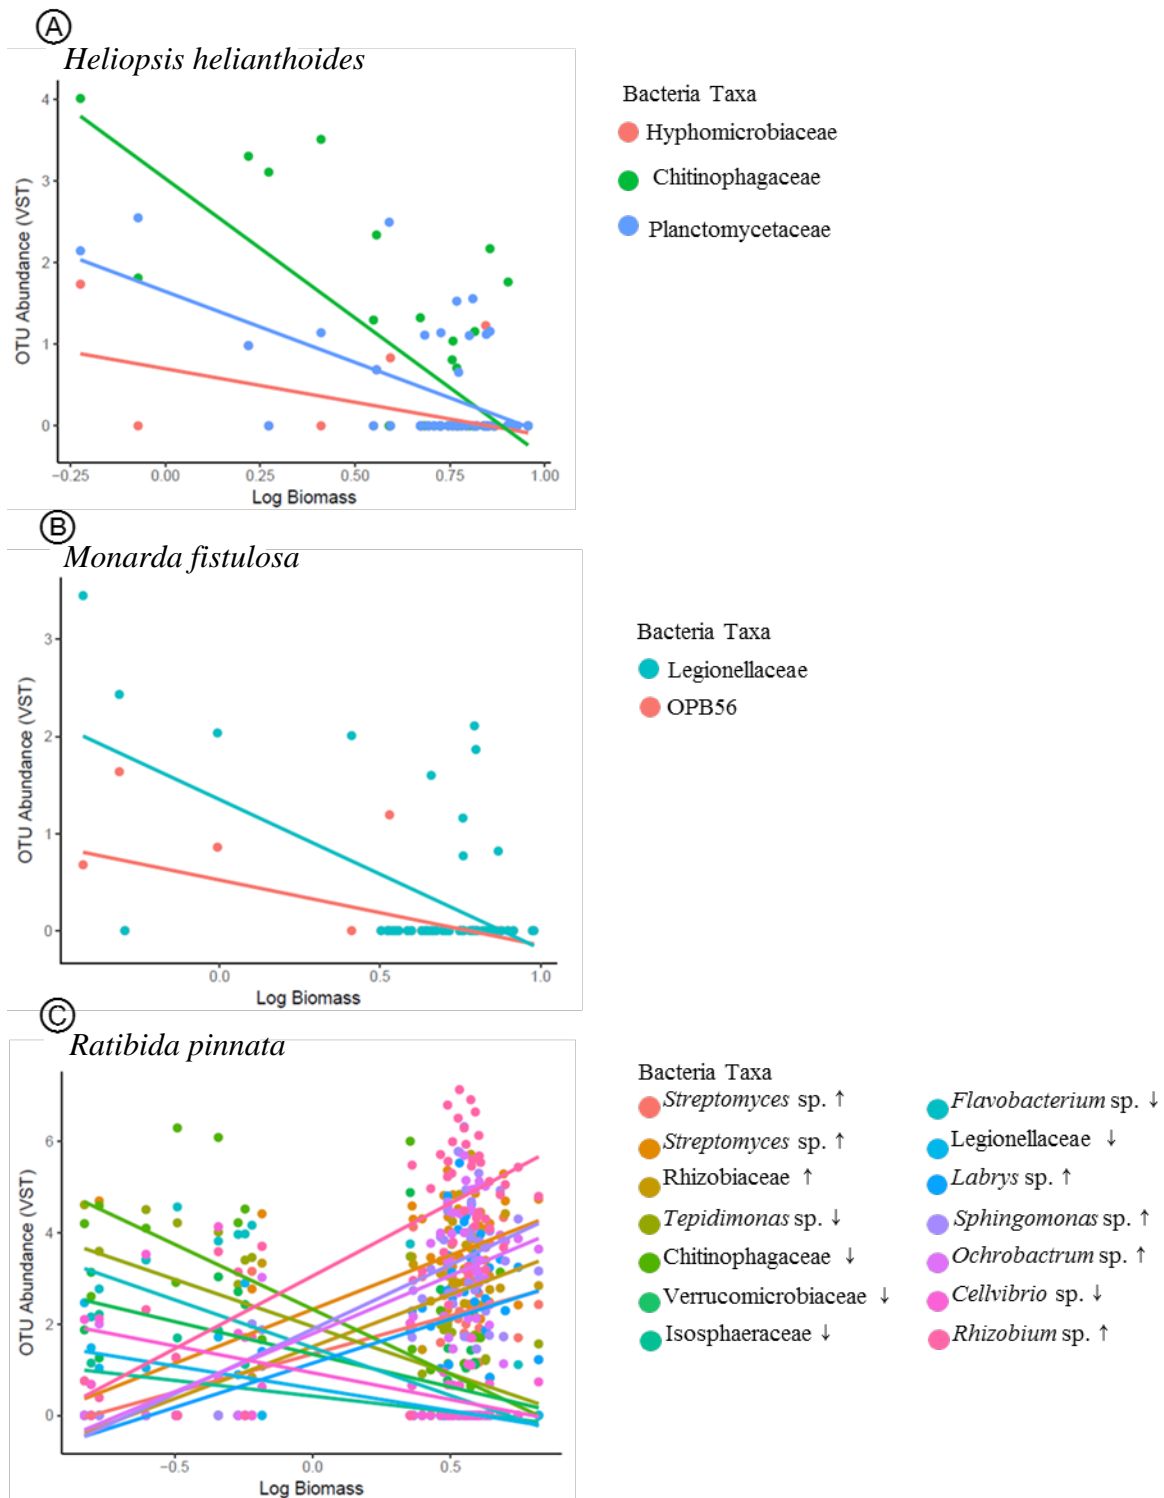 A
Heliopsis helianthoides
OTU Abundance (VST)
4
3
2
1
0
−0.25 0.00 0.25 0.50 0.75 1.00
Log Biomass
Bacteria Taxa
Hyphomicrobiaceae
Chitinophagaceae
Planctomycetaceae
B
Monarda fistulosa
OTU Abundance (VST)
3
2
1
0
0.0 0.5 1.0
Log Biomass
Bacteria Taxa
Legionellaceae
OPB56
C
Ratibida pinnata
OTU Abundance (VST)
6
4
2
0
−0.5 0.0 0.5
Log Biomass
Bacteria Taxa
Streptomyces sp. ↑
Streptomyces sp. ↑
Rhizobiaceae ↑
Tepidimonas sp. ↓
Chitinophagaceae ↓
Verrucomicrobiaceae ↓
Isosphaeraceae ↓
Flavobacterium sp. ↓
Legionellaceae ↓
Labrys sp. ↑
Sphingomonas sp. ↑
Ochrobactrum sp. ↑
Cellvibrio sp. ↓
Rhizobium sp. ↑